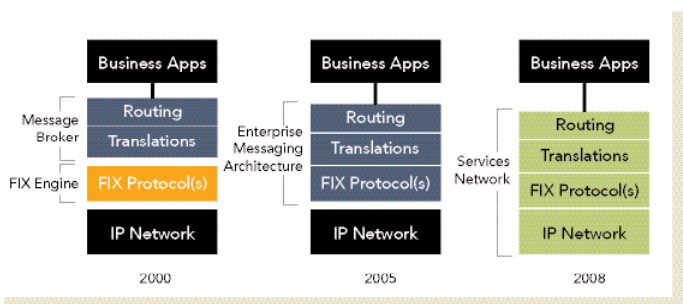 Business Apps
Message
Broker
Routing
Translations
FIX Engine
FIX Protocol(s)
IP Network
2000
Business Apps
Enterprise
Messaging
Architecture
Routing
Translations
FIX Protocol(s)
IP Network
2005
Business Apps
Services
Network
Routing
Translations
FIX Protocol(s)
IP Network
2008